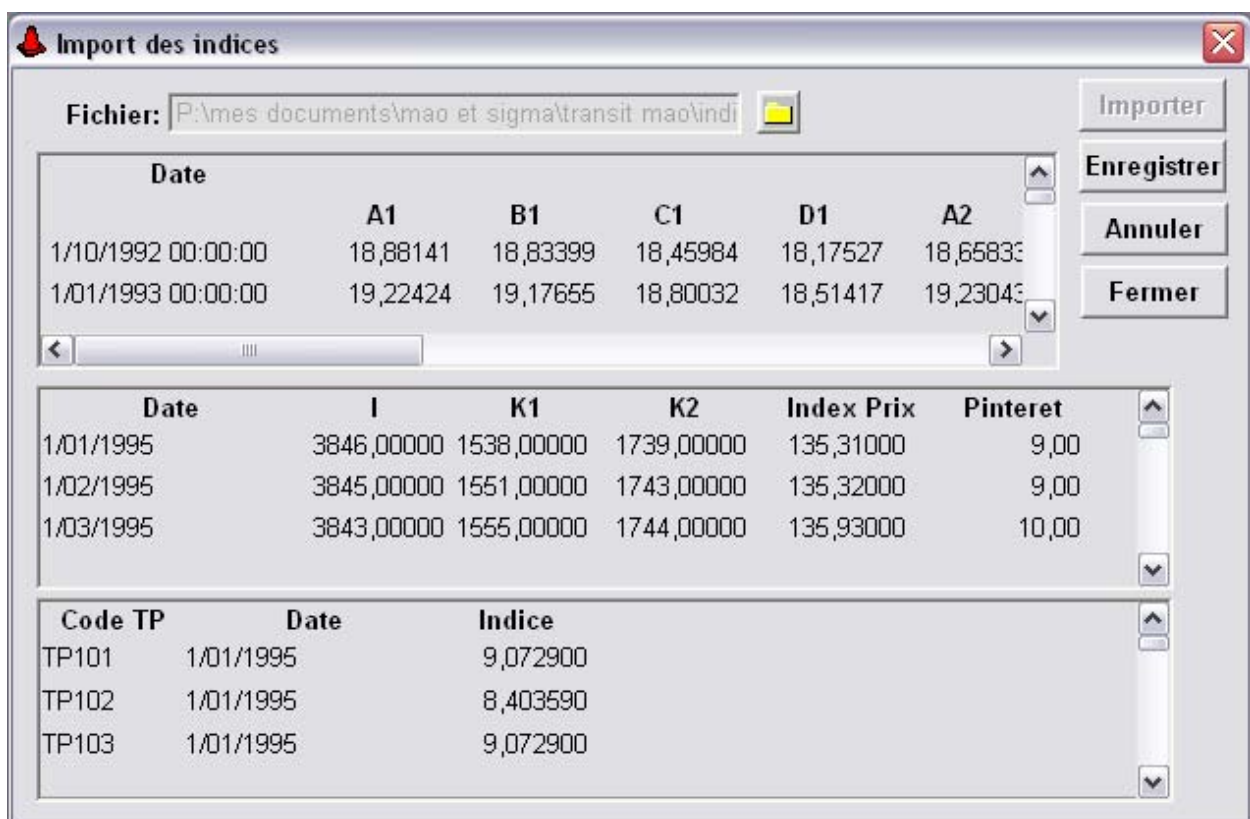 Import des indices
Fichier: P:\mes documents\mao et sigma\transit mao\indi
Importer
Enregistrer
Annuler
Fermer
Date
A1 B1 C1 D1 A2
1/10/1992 00:00:00 18,88141 18,83399 18,45984 18,17527 18,65833
1/01/1993 00:00:00 19,22424 19,17655 18,80032 18,51417 19,23043
Date I K1 K2 Index Prix Pinteret
1/01/1995 3846,00000 1538,00000 1739,00000 135,31000 9,00
1/02/1995 3845,00000 1551,00000 1743,00000 135,32000 9,00
1/03/1995 3843,00000 1555,00000 1744,00000 135,93000 10,00
Code TP Date Indice
TP101 1/01/1995 9,072900
TP102 1/01/1995 8,403590
TP103 1/01/1995 9,072900